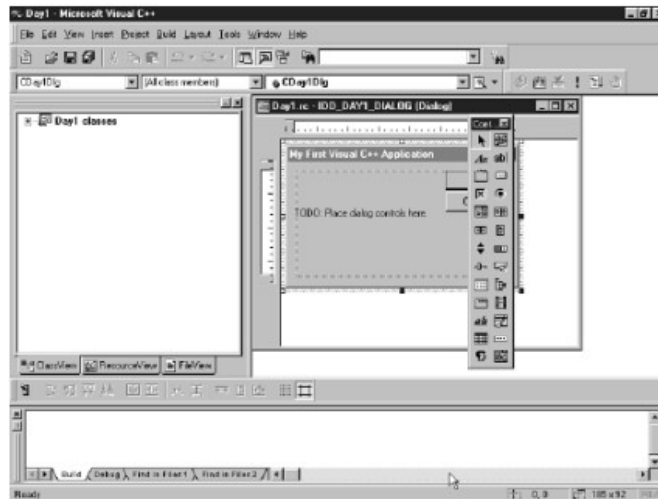 Day1 - Microsoft Visual C++
File Edit View Insert Project Build Layout Tools Window Help
CDay1Dlg
(All class members)
CDay1Dlg
Day1 classes
Day1.rc - IDD_DAY1_DIALOG (Dialog)
Cont
My First Visual C++ Application
TODO: Place dialog controls here.
ClassView
ResourceView
FileView
Build
Debug
Find in Files 1
Find in Files 2
Ready
0, 0
185 x 92